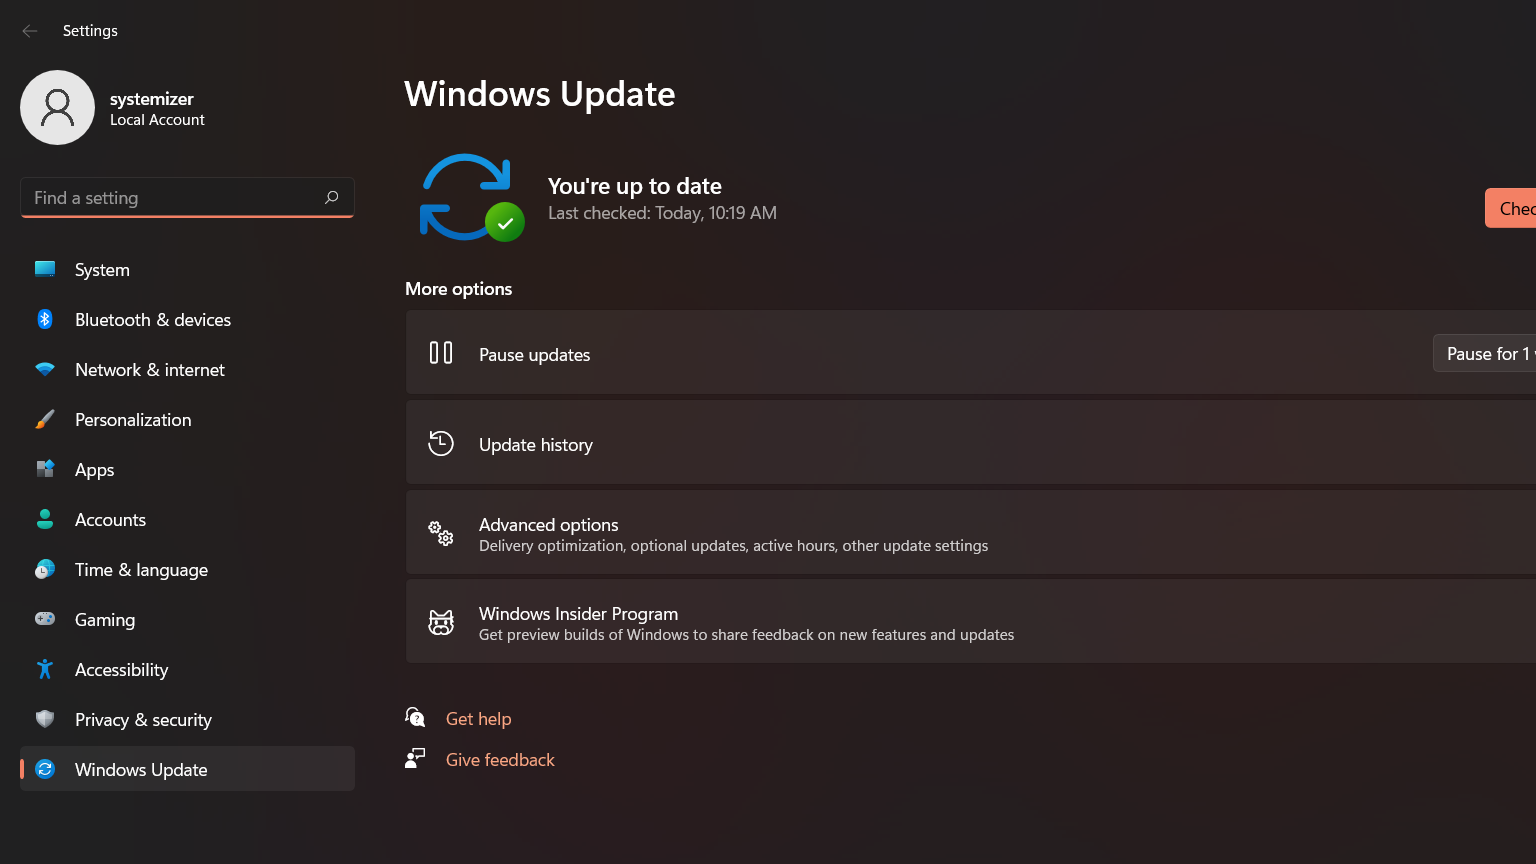 Settings
systemizer
Local Account
Find a setting
System
Bluetooth & devices
Network & internet
Personalization
Apps
Accounts
Time & language
Gaming
Accessibility
Privacy & security
Windows Update
Windows Update
You're up to date
Last checked: Today, 10:19 AM
More options
Pause updates
Pause for 1
Update history
Advanced options
Delivery optimization, optional updates, active hours, other update settings
Windows Insider Program
Get preview builds of Windows to share feedback on new features and updates
Get help
Give feedback